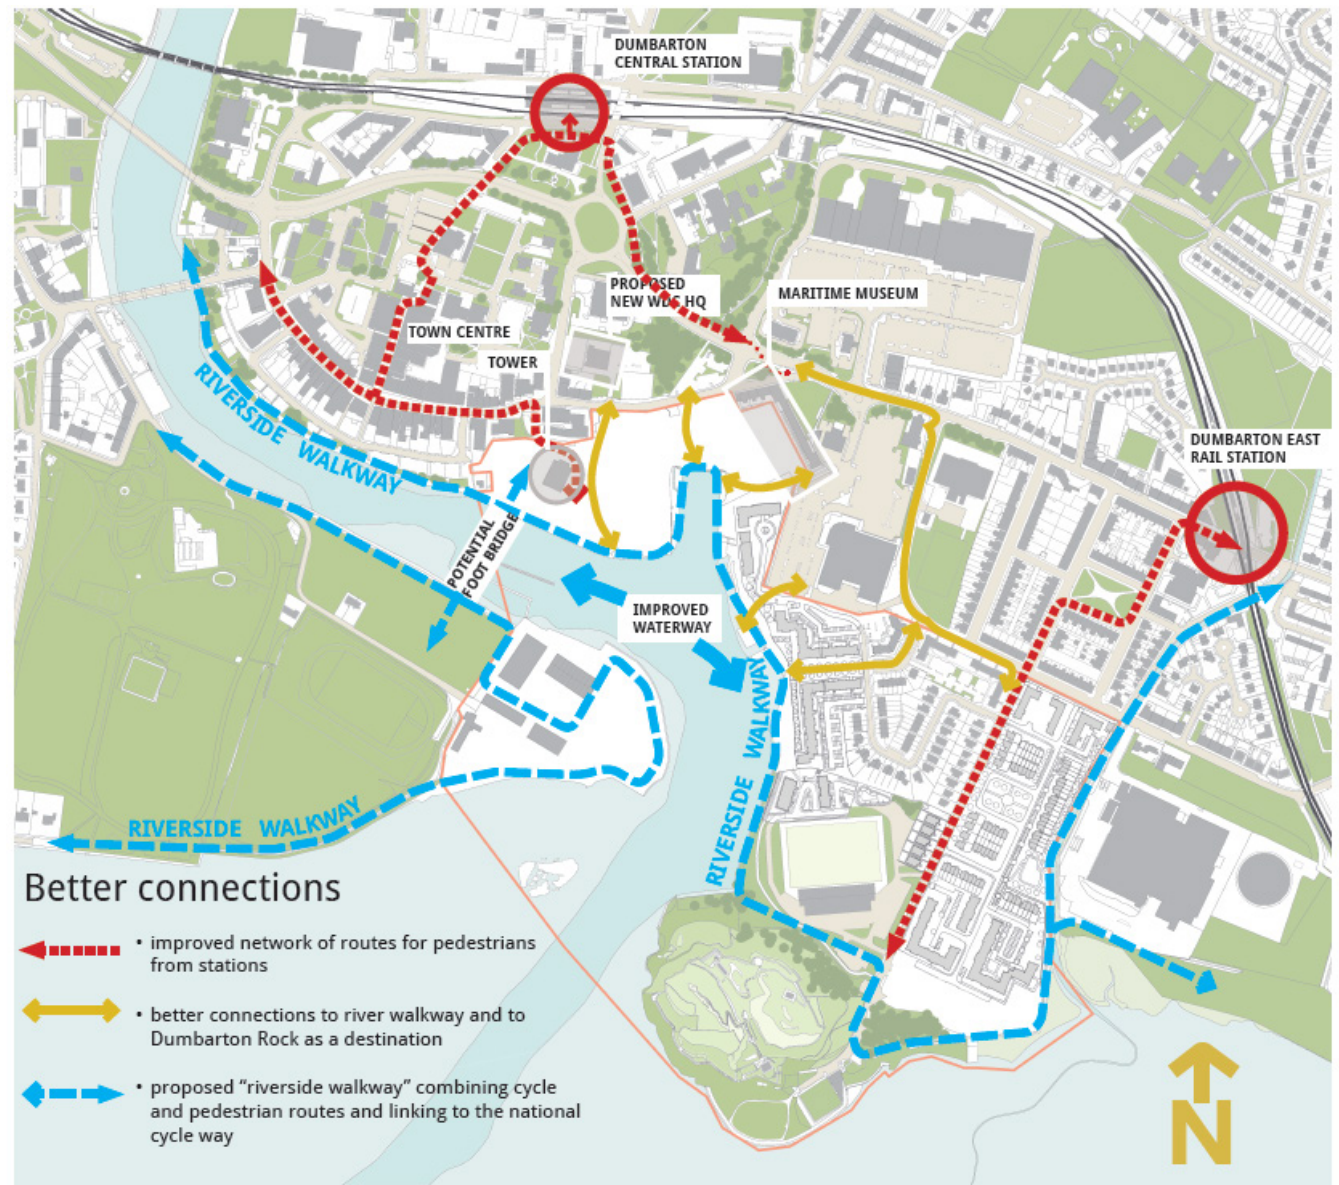 DUMBARTON
CENTRAL STATION
PROPOSED
NEW WDC HQ
MARITIME MUSEUM
TOWN CENTRE
TOWER
RIVERSIDE WALKWAY
DUMBARTON EAST
RAIL STATION
POTENTIAL
FOOT BRIDGE
IMPROVED
WATERWAY
RIVERSIDE WALKWAY
RIVERSIDE WALKWAY
Better connections
• improved network of routes for pedestrians
from stations
• better connections to river walkway and to
Dumbarton Rock as a destination
• proposed “riverside walkway” combining cycle
and pedestrian routes and linking to the national
cycle way
N